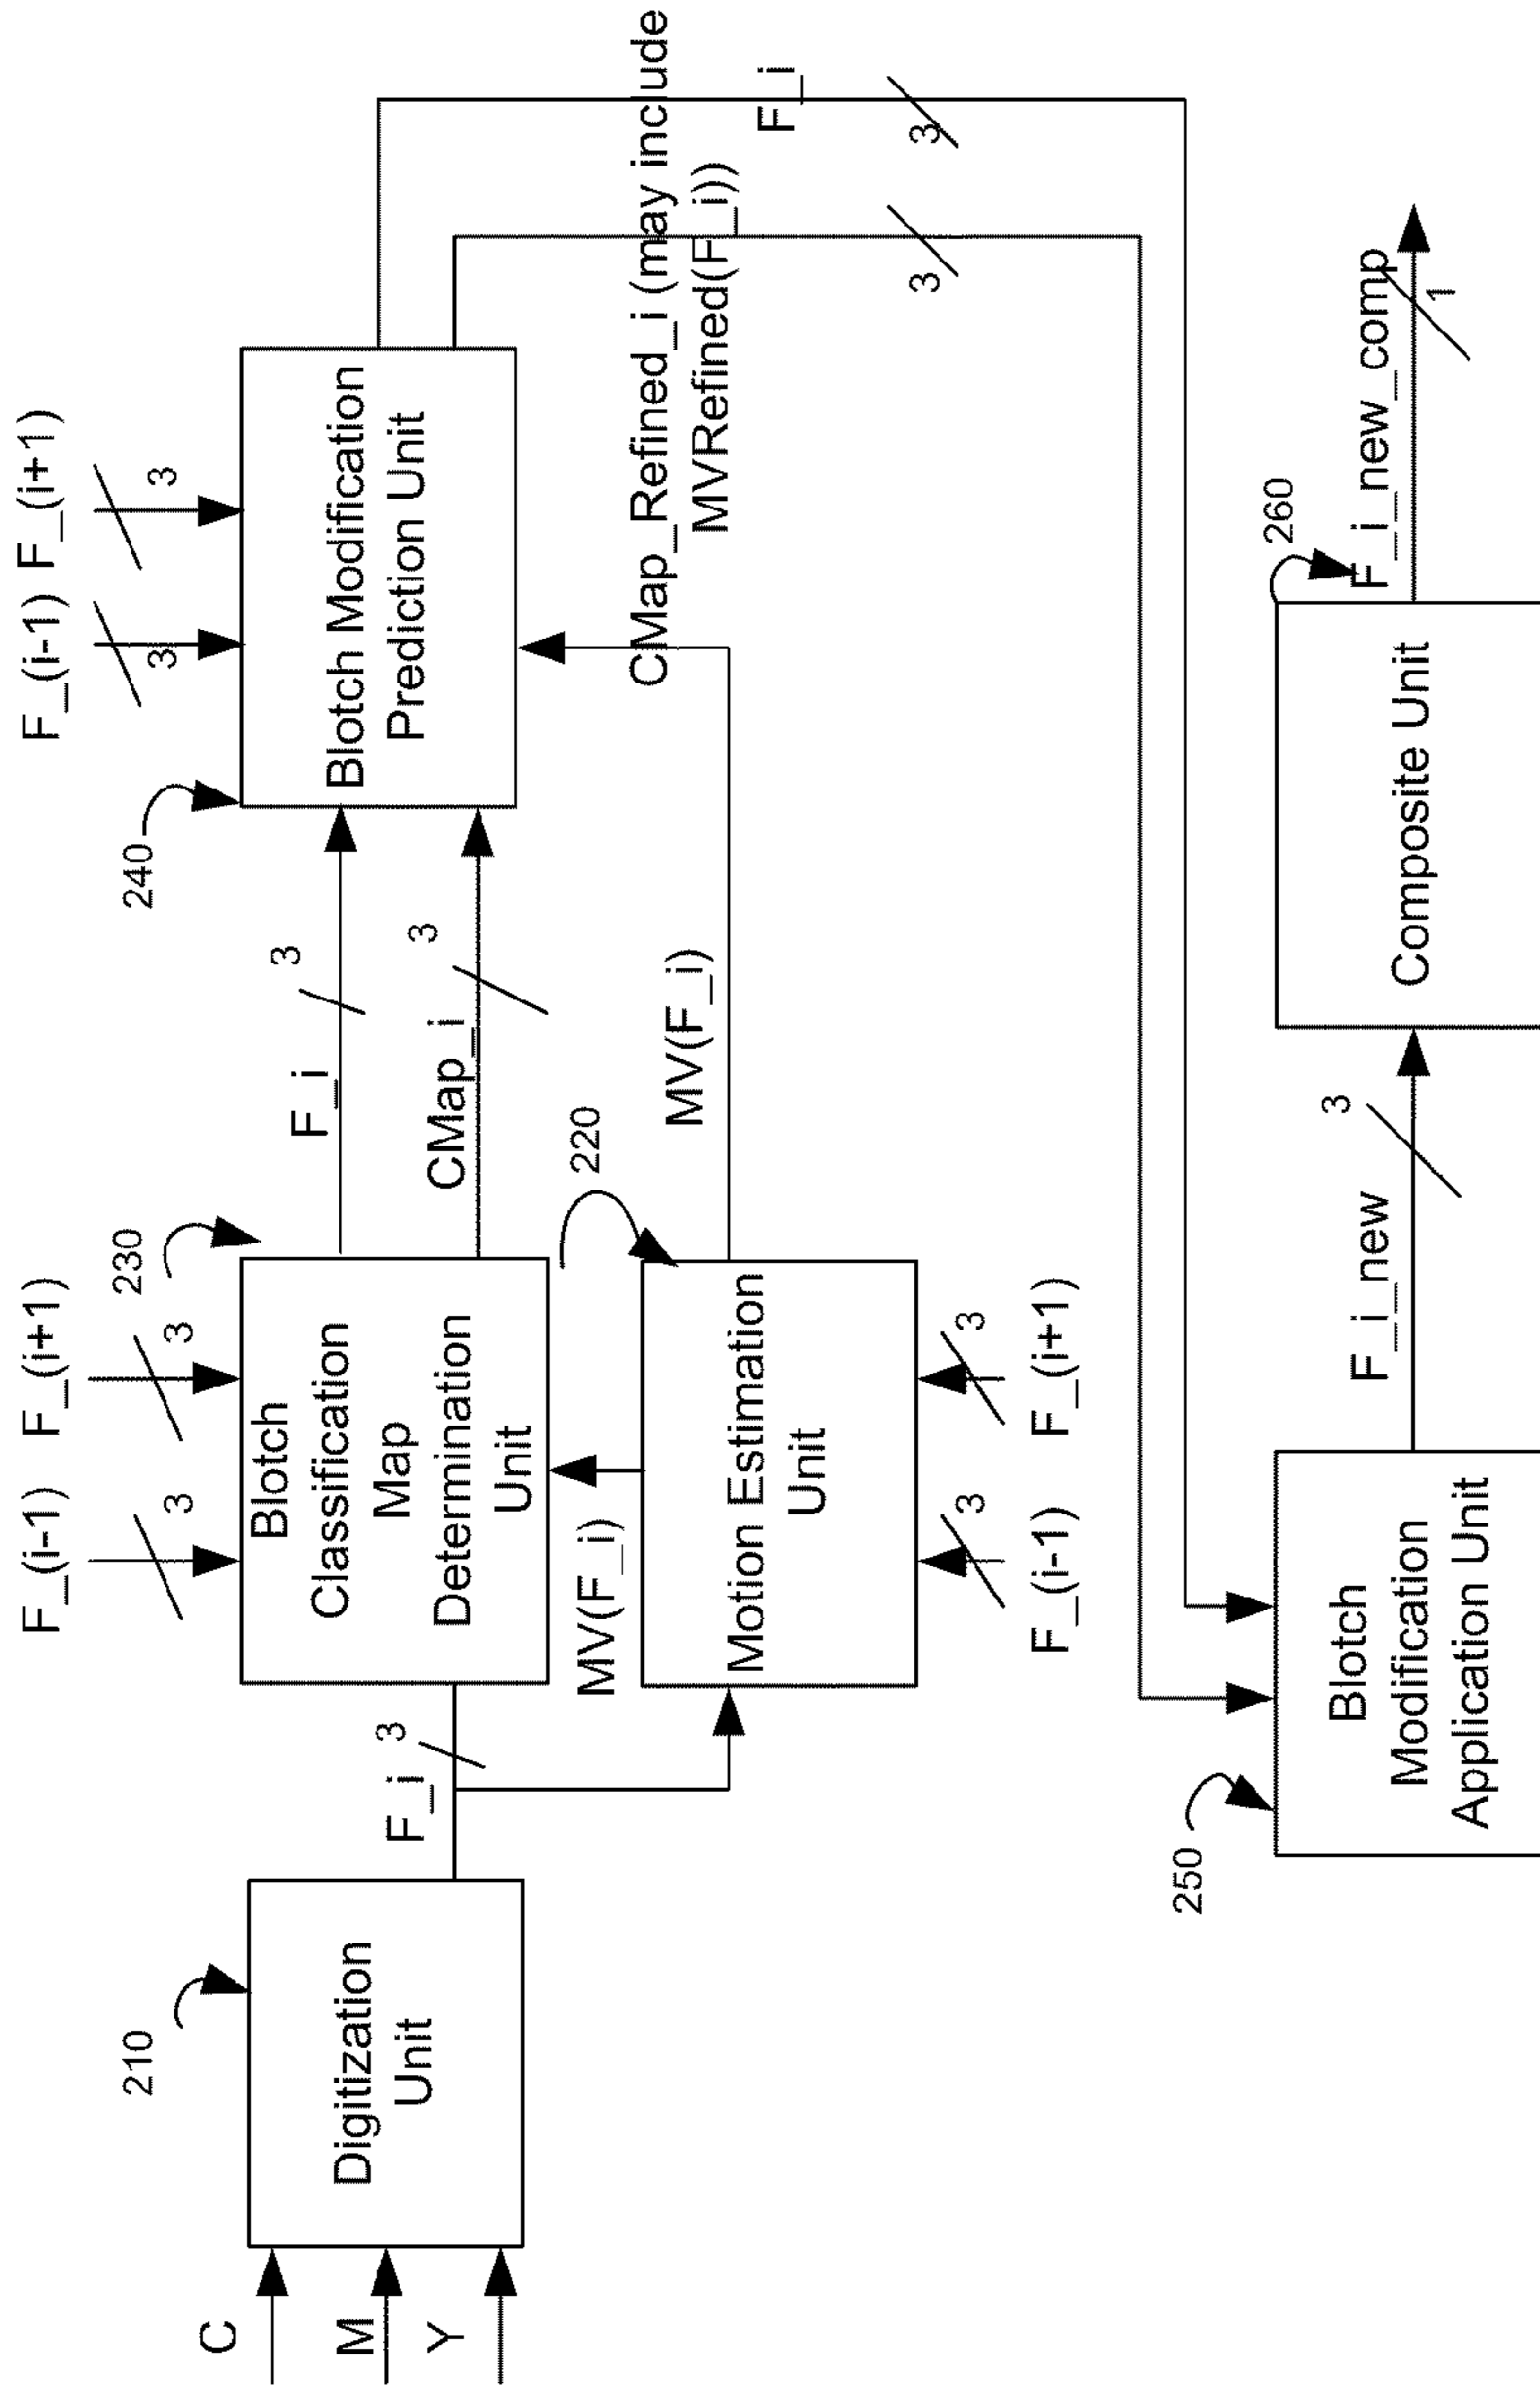 C
M
Y
210
Digitization
Unit
F_i
3
F_(i-1)
F_(i+1)
3
3
230
Blotch
Classification
Map
Determination
Unit
MV(F_i)
220
Motion Estimation
Unit
3
3
F_(i-1)
F_(i+1)
F_i
3
CMap_i
3
MV(F_i)
240
F_(i-1)
F_(i+1)
3
3
Blotch Modification
Prediction Unit
CMap_Refined_i (may include
MVRefined(F_i))
F_i
3
3
250
Blotch
Modification
Application Unit
F_i_new
3
260
Composite Unit
F_i_new_comp
1